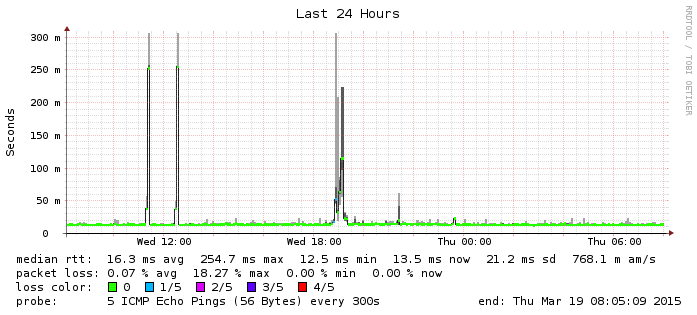 Last 24 Hours
RRDTOOL / TOBI OETIKER
Seconds
300 m
250 m
200 m
150 m
100 m
50 m
0
Wed 12:00 Wed 18:00 Thu 00:00 Thu 06:00
median rtt: 16.3 ms avg 254.7 ms max 12.5 ms min 13.5 ms now 21.2 ms sd 768.1 m am/s
packet loss: 0.07 % avg 18.27 % max 0.00 % min 0.00 % now
loss color: 0 1/5 2/5 3/5 4/5
probe: 5 ICMP Echo Pings (56 Bytes) every 300s end: Thu Mar 19 08:05:09 2015